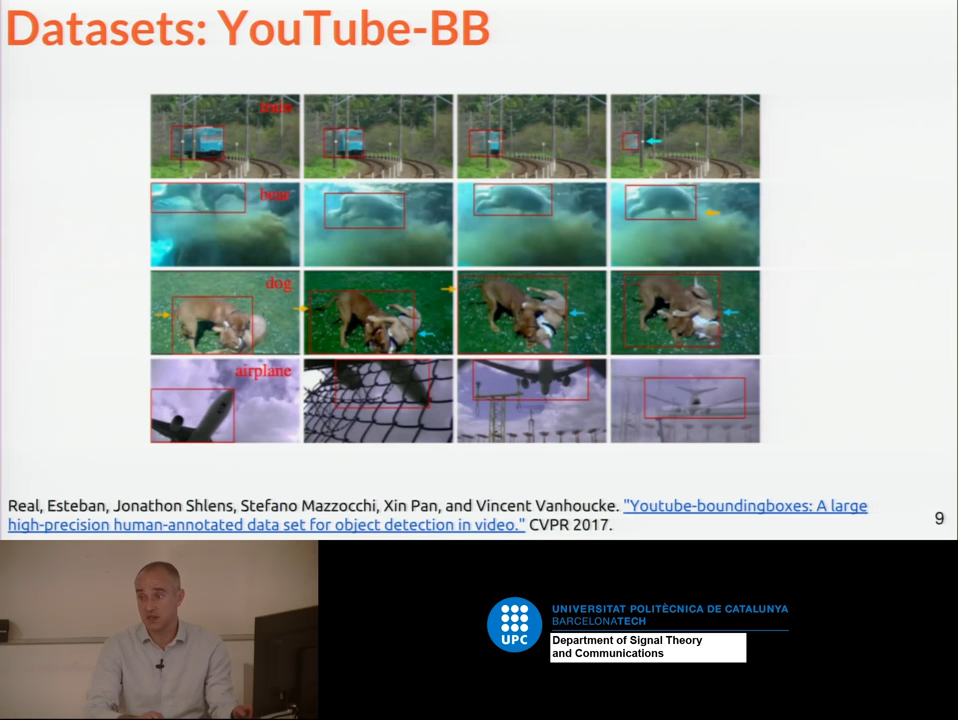 Datasets: YouTube-BB
train
bear
dog
airplane
Real, Esteban, Jonathon Shlens, Stefano Mazzocchi, Xin Pan, and Vincent Vanhoucke. "Youtube-boundingboxes: A large
high-precision human-annotated data set for object detection in video." CVPR 2017.
9
UPC
UNIVERSITAT POLITÈCNICA DE CATALUNYA
BARCELONATECH
Department of Signal Theory
and Communications